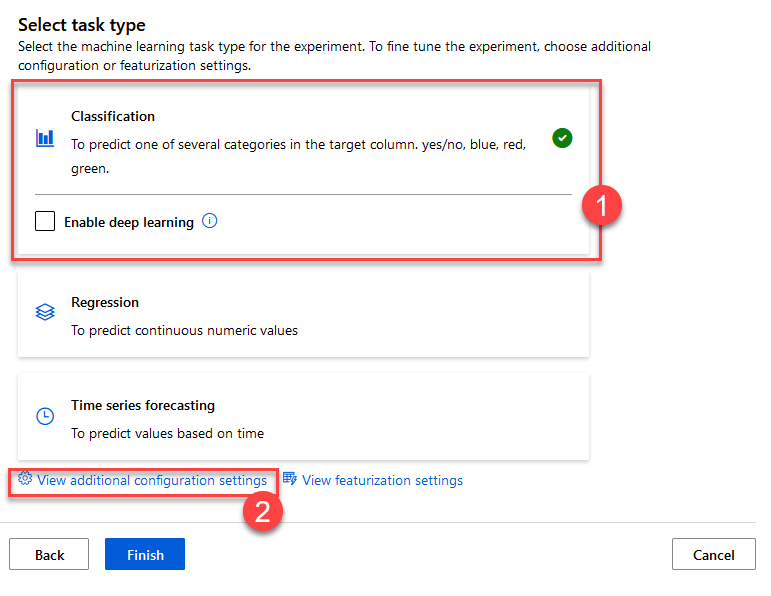 Select task type
Select the machine learning task type for the experiment. To fine tune the experiment, choose additional
configuration or featurization settings.
Classification
To predict one of several categories in the target column. yes/no, blue, red,
green.
Enable deep learning
1
Regression
To predict continuous numeric values
Time series forecasting
To predict values based on time
View additional configuration settings View featurization settings
2
Back Finish Cancel